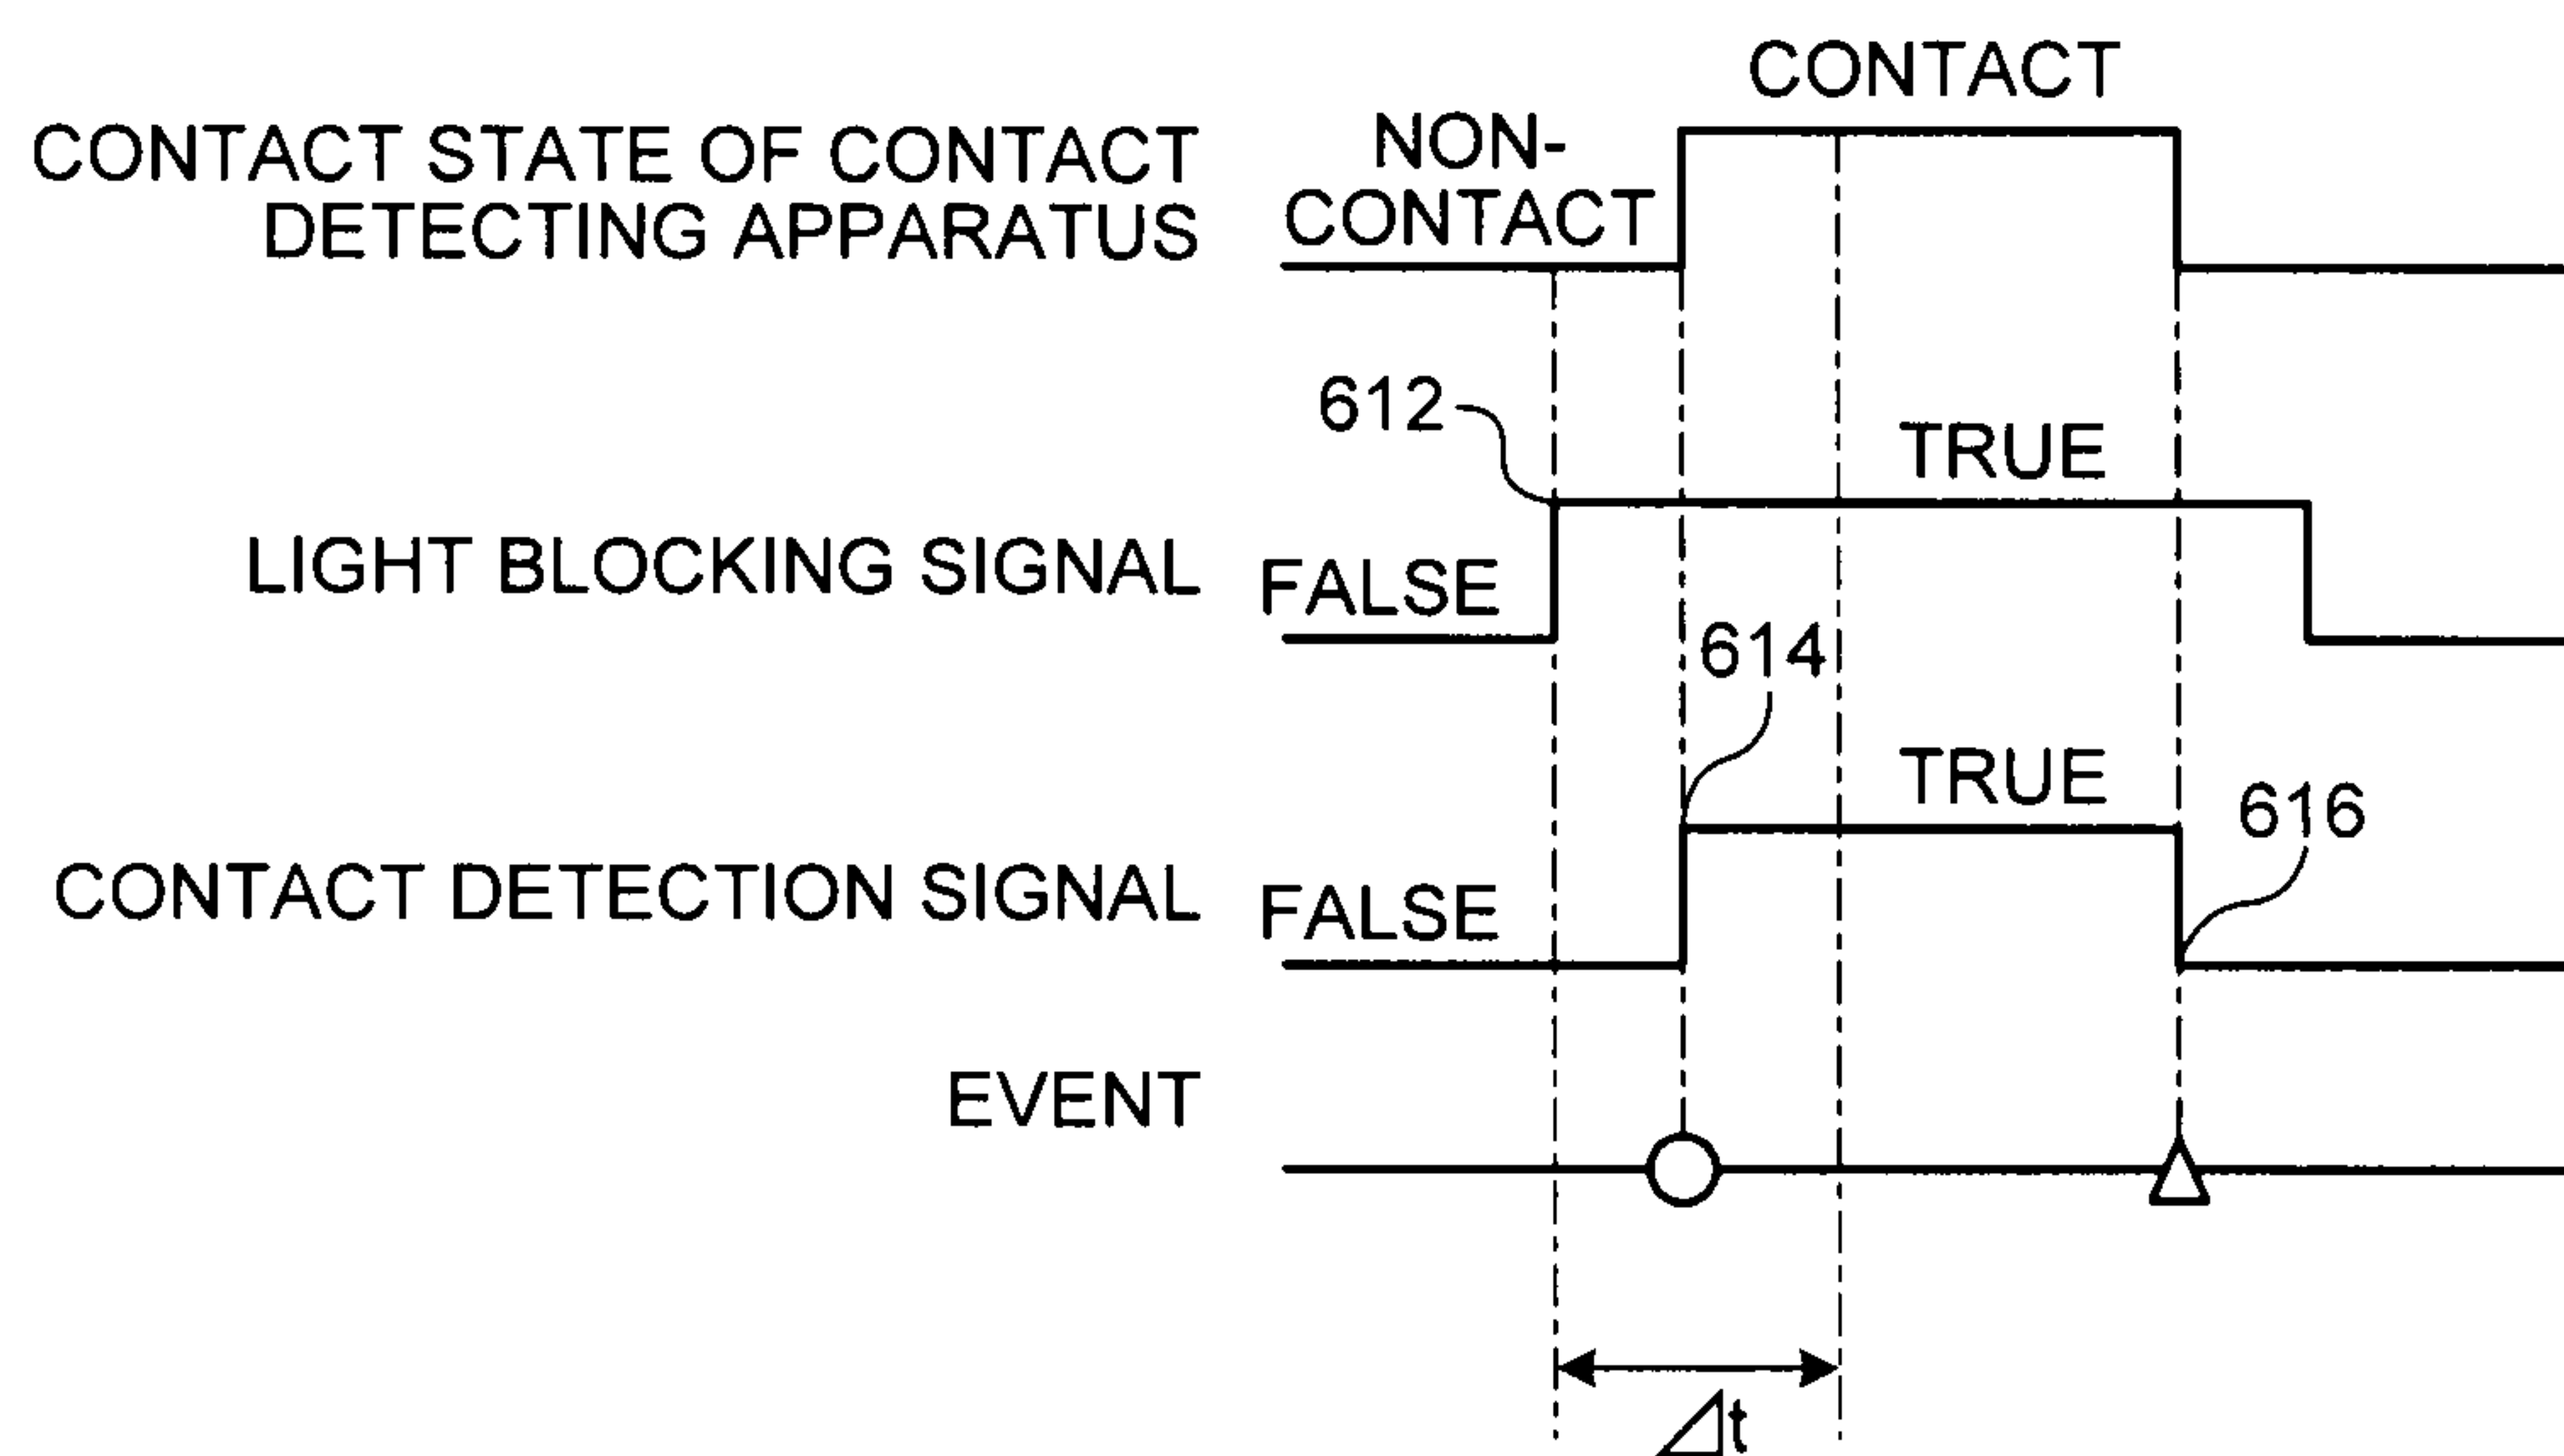 CONTACT
CONTACT STATE OF CONTACT
DETECTING APPARATUS
NON-
CONTACT
612
TRUE
LIGHT BLOCKING SIGNAL
FALSE
614
TRUE
616
CONTACT DETECTION SIGNAL
FALSE
EVENT
⊿t